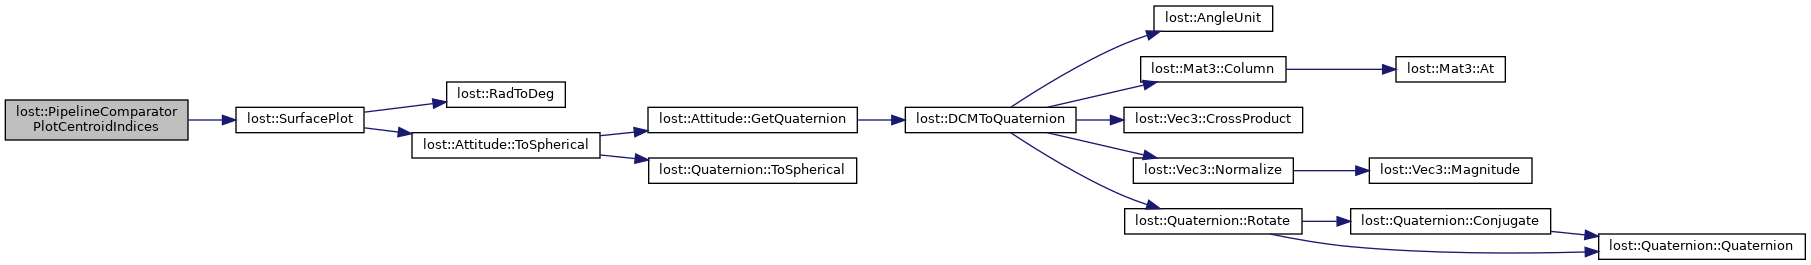 lost::PipelineComparator
PlotCentroidIndices
lost::SurfacePlot
lost::RadToDeg
lost::Attitude::ToSpherical
lost::Attitude::GetQuaternion
lost::Quaternion::ToSpherical
lost::DCMToQuaternion
lost::AngleUnit
lost::Mat3::Column
lost::Mat3::At
lost::Vec3::CrossProduct
lost::Vec3::Normalize
lost::Vec3::Magnitude
lost::Quaternion::Rotate
lost::Quaternion::Conjugate
lost::Quaternion::Quaternion